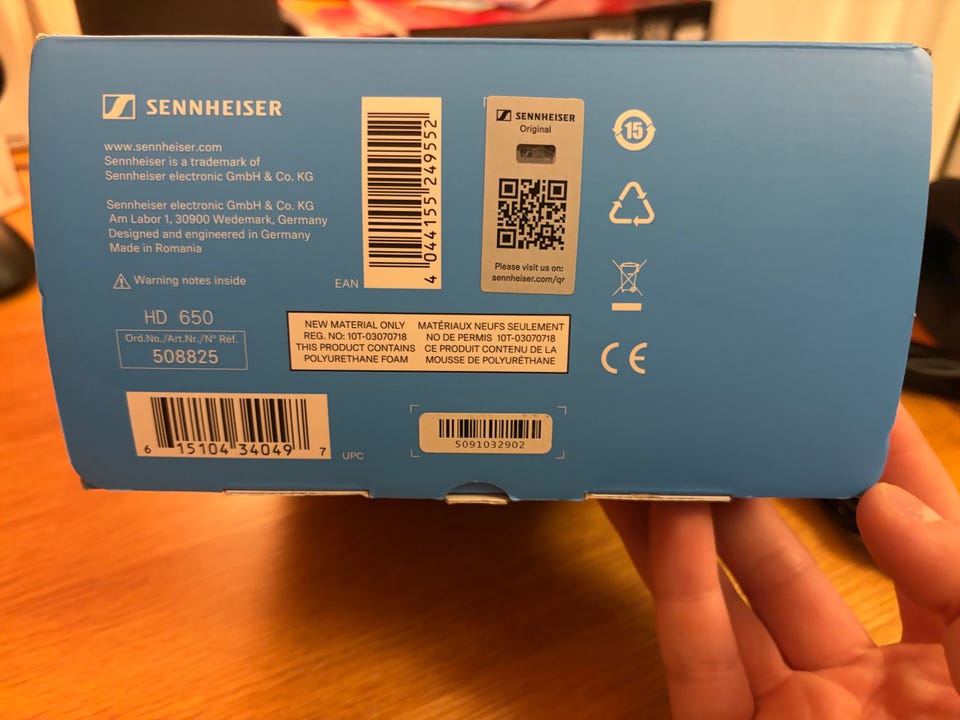 SENNHEISER
www.sennheiser.com
Sennheiser is a trademark of
Sennheiser electronic GmbH & Co. KG
Sennheiser electronic GmbH & Co. KG
Am Labor 1, 30900 Wedemark, Germany
Designed and engineered in Germany
Made in Romania
Warning notes inside
HD 650
Ord.No./Art.Nr./N° Réf.
508825
6 15104 34049 7
UPC
EAN
4 044155 249552
SENNHEISER
Original
Please visit us on:
sennheiser.com/qr
NEW MATERIAL ONLY
REG. NO: 10T-03070718
THIS PRODUCT CONTAINS
POLYURETHANE FOAM
MATÉRIAUX NEUFS SEULEMENT
NO DE PERMIS 10T-03070718
CE PRODUIT CONTENU DE LA
MOUSSE DE POLYURÉTHANE
5091032902
15
CE